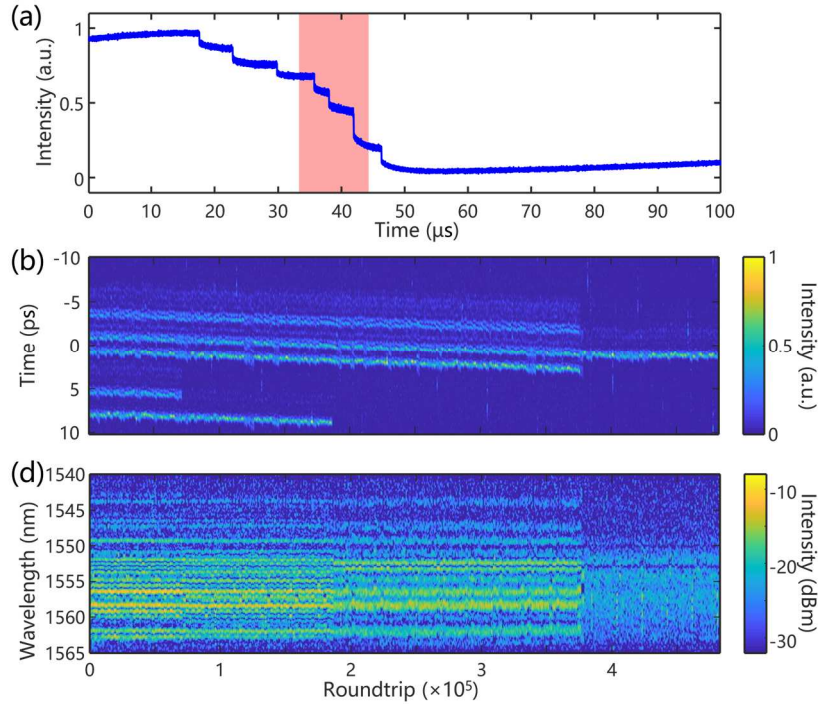 (a)
1
0.5
0
Intensity (a.u.)
0 10 20 30 40 50 60 70 80 90 100
Time (μs)
(b)
-10
-5
0
5
10
Time (ps)
1
0.5
0
Intensity (a.u.)
(d)
1540
1545
1550
1555
1560
1565
Wavelength (nm)
-10
-20
-30
Intensity (dBm)
0 1 2 3 4
Roundtrip (×10⁵)